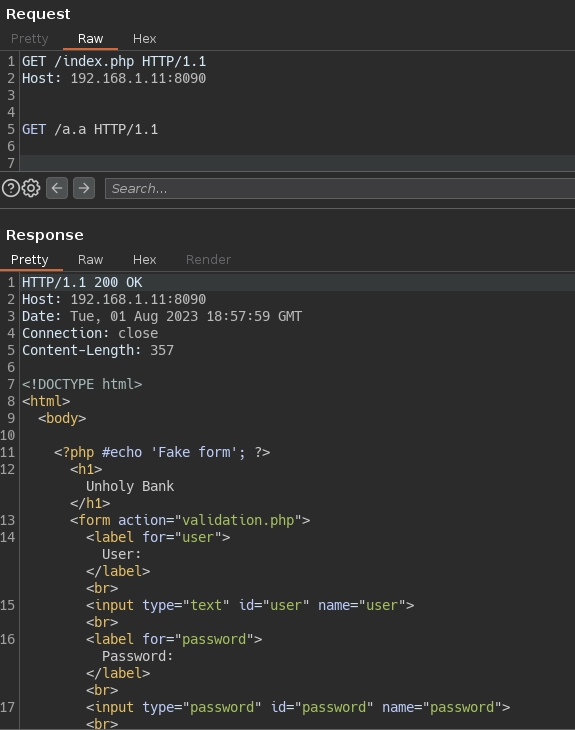 Request
Pretty Raw Hex
1 GET /index.php HTTP/1.1
2 Host: 192.168.1.11:8090
3
4
5 GET /a.a HTTP/1.1
6
7
Search...
Response
Pretty Raw Hex Render
1 HTTP/1.1 200 OK
2 Host: 192.168.1.11:8090
3 Date: Tue, 01 Aug 2023 18:57:59 GMT
4 Connection: close
5 Content-Length: 357
6
7 <!DOCTYPE html>
8 <html>
9 <body>
10
11 <?php #echo 'Fake form'; ?>
12 <h1>
Unholy Bank
</h1>
13 <form action="validation.php">
14 <label for="user">
User:
</label>
<br>
15 <input type="text" id="user" name="user">
<br>
16 <label for="password">
Password:
</label>
<br>
17 <input type="password" id="password" name="password">
<br>